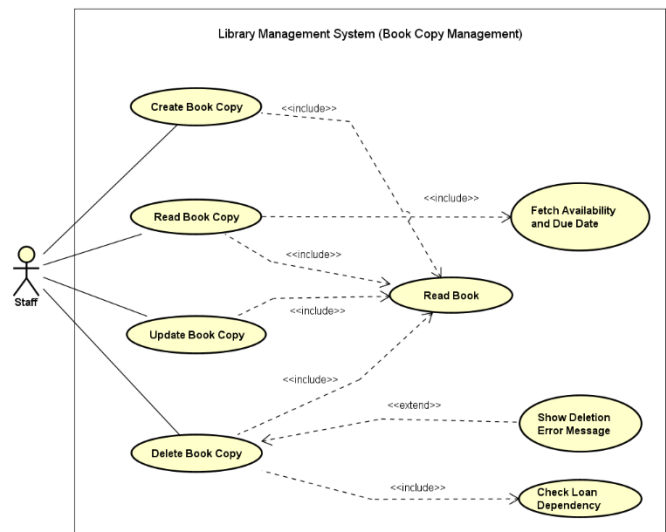 Library Management System (Book Copy Management)
Create Book Copy
<<include>>
Read Book Copy
<<include>>
Fetch Availability
and Due Date
<<include>>
Read Book
Staff
Update Book Copy
<<include>>
<<include>>
<<extend>>
Show Deletion
Error Message
Delete Book Copy
<<include>>
Check Loan
Dependency